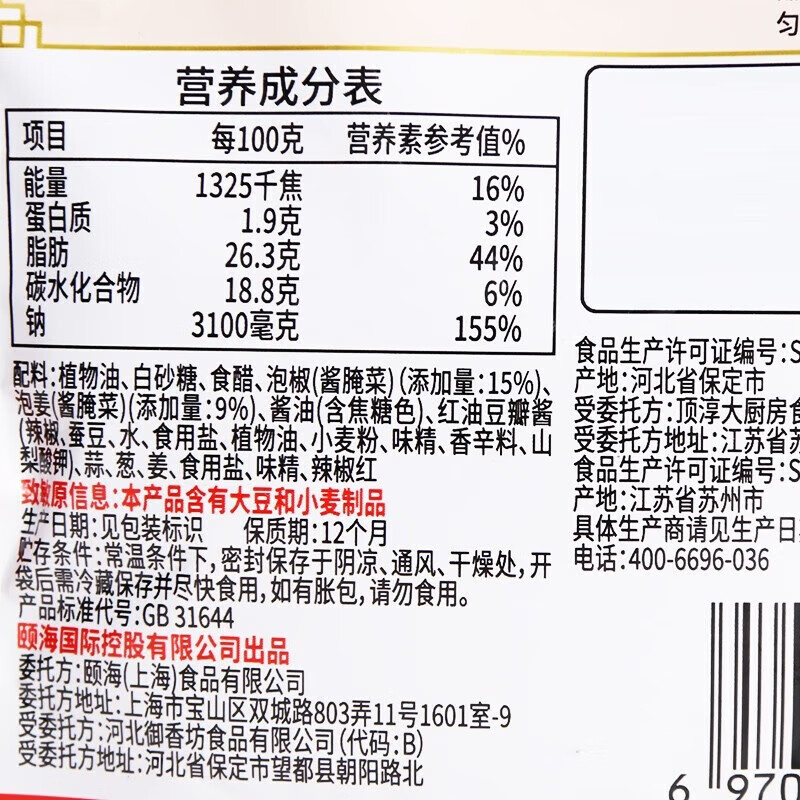 匀
营养成分表
项目 每100克 营养素参考值%
能量 1325千焦 16%
蛋白质 1.9克 3%
脂肪 26.3克 44%
碳水化合物 18.8克 6%
钠 3100毫克 155%
配料:植物油、白砂糖、食醋、泡椒(酱腌菜)(添加量:15%)、
泡姜(酱腌菜)(添加量:9%)、酱油(含焦糖色)、红油豆瓣酱
(辣椒、蚕豆、水、食用盐、植物油、小麦粉、味精、香辛料、山
梨酸钾)、蒜、葱、姜、食用盐、味精、辣椒红
致敏原信息:本产品含有大豆和小麦制品
生产日期:见包装标识 保质期:12个月
贮存条件:常温条件下,密封保存于阴凉、通风、干燥处,开
袋后需冷藏保存并尽快食用,如有胀包,请勿食用。
产品标准代号:GB 31644
颐海国际控股有限公司出品
委托方:颐海(上海)食品有限公司
委托方地址:上海市宝山区双城路803弄11号1601室-9
受委托方:河北御香坊食品有限公司(代码:B)
受委托方地址:河北省保定市望都县朝阳路北
食品生产许可证编号:S
产地:河北省保定市
受委托方:顶淳大厨房食
受委托方地址:江苏省苏
食品生产许可证编号:S
产地:江苏省苏州市
具体生产商请见生产日
电话:400-6696-036
6 970